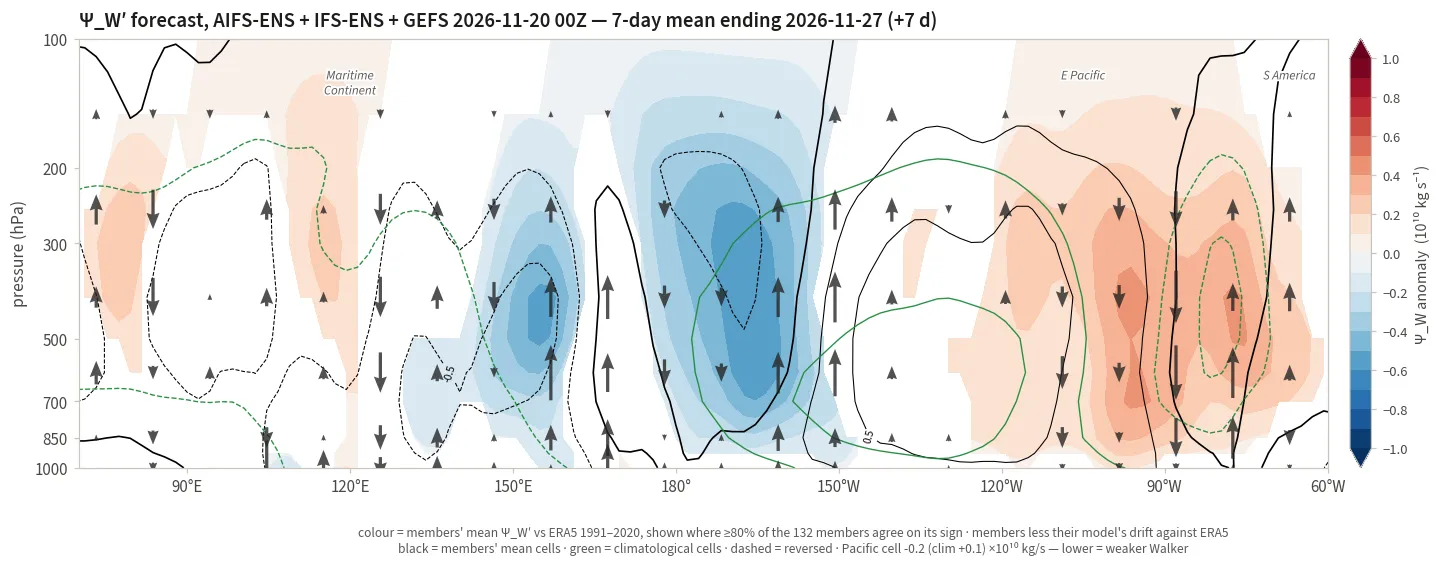 Ψ_W′ forecast, AIFS-ENS + IFS-ENS + GEFS 2026-11-20 00Z — 7-day mean ending 2026-11-27 (+7 d)
100
200
300
400
500
700
850
1000
pressure (hPa)
Maritime
Continent
E Pacific
S America
-0.5
0.5
90°E
120°E
150°E
180°
150°W
120°W
90°W
60°W
1.0
0.8
0.6
0.4
0.2
0.0
−0.2
−0.4
−0.6
−0.8
−1.0
Ψ_W anomaly (10¹⁰ kg s⁻¹)
colour = members' mean Ψ_W′ vs ERA5 1991–2020, shown where ≥80% of the 132 members agree on its sign · members less their model's drift against ERA5
black = members' mean cells · green = climatological cells · dashed = reversed · Pacific cell -0.2 (clim +0.1) ×10¹⁰ kg/s — lower = weaker Walker